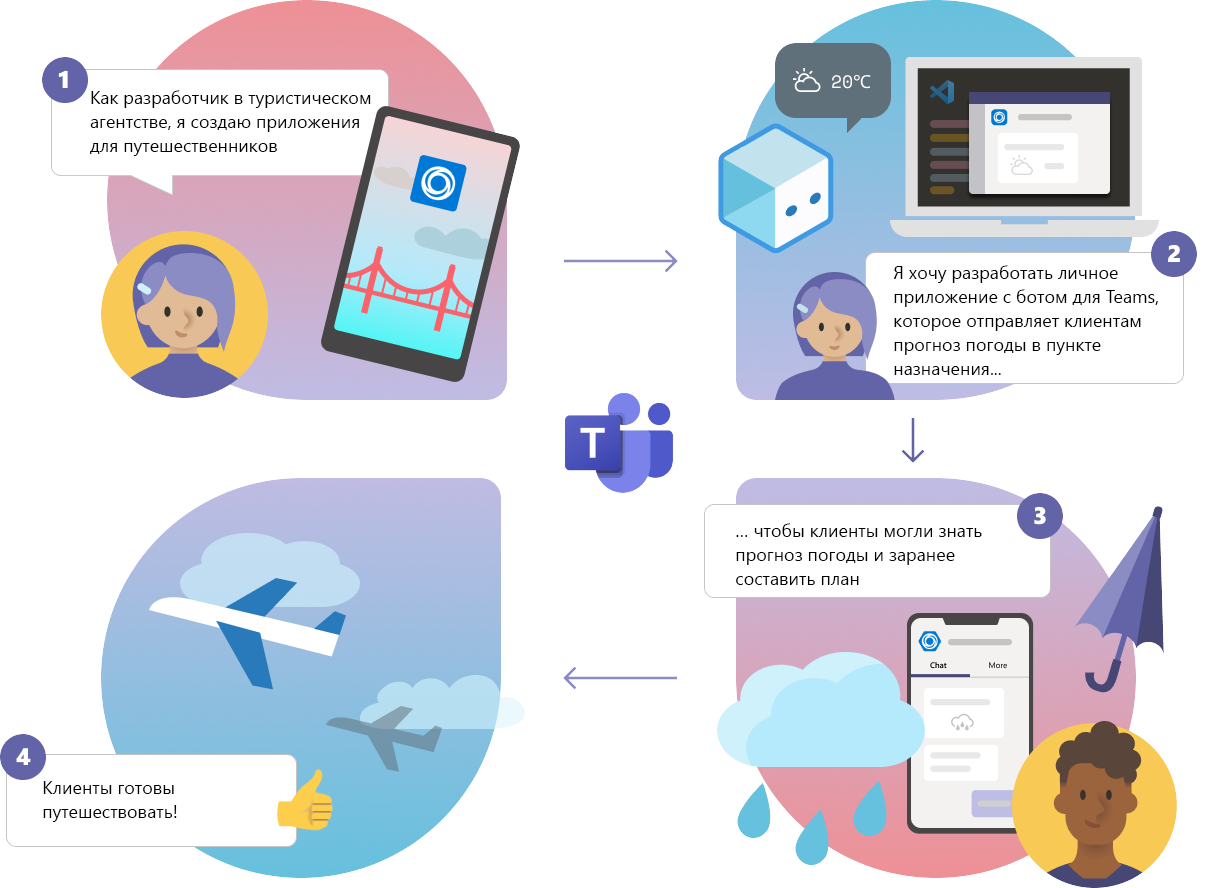 1
Как разработчик в туристическом
агентстве, я создаю приложения
для путешественников
20°C
2
Я хочу разработать личное
приложение с ботом для Teams,
которое отправляет клиентам
прогноз погоды в пункте
назначения...
T
3
... чтобы клиенты могли знать
прогноз погоды и заранее
составить план
Chat More
4
Клиенты готовы
путешествовать!